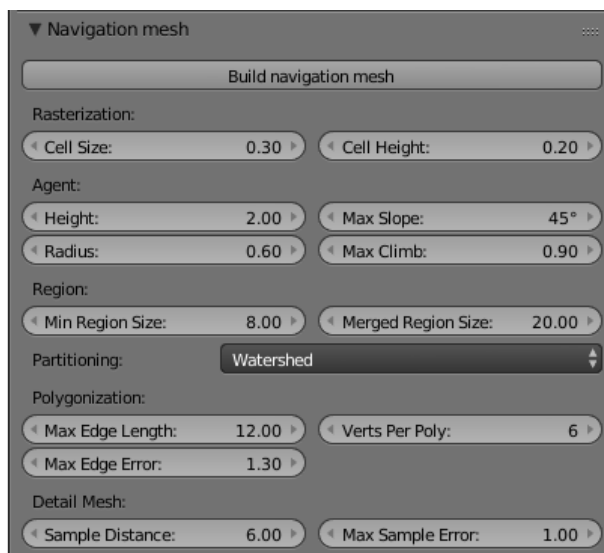 Navigation mesh
Build navigation mesh
Rasterization:
Cell Size: 0.30 Cell Height: 0.20
Agent:
Height: 2.00 Max Slope: 45°
Radius: 0.60 Max Climb: 0.90
Region:
Min Region Size: 8.00 Merged Region Size: 20.00
Partitioning: Watershed
Polygonization:
Max Edge Length: 12.00 Verts Per Poly: 6
Max Edge Error: 1.30
Detail Mesh:
Sample Distance: 6.00 Max Sample Error: 1.00